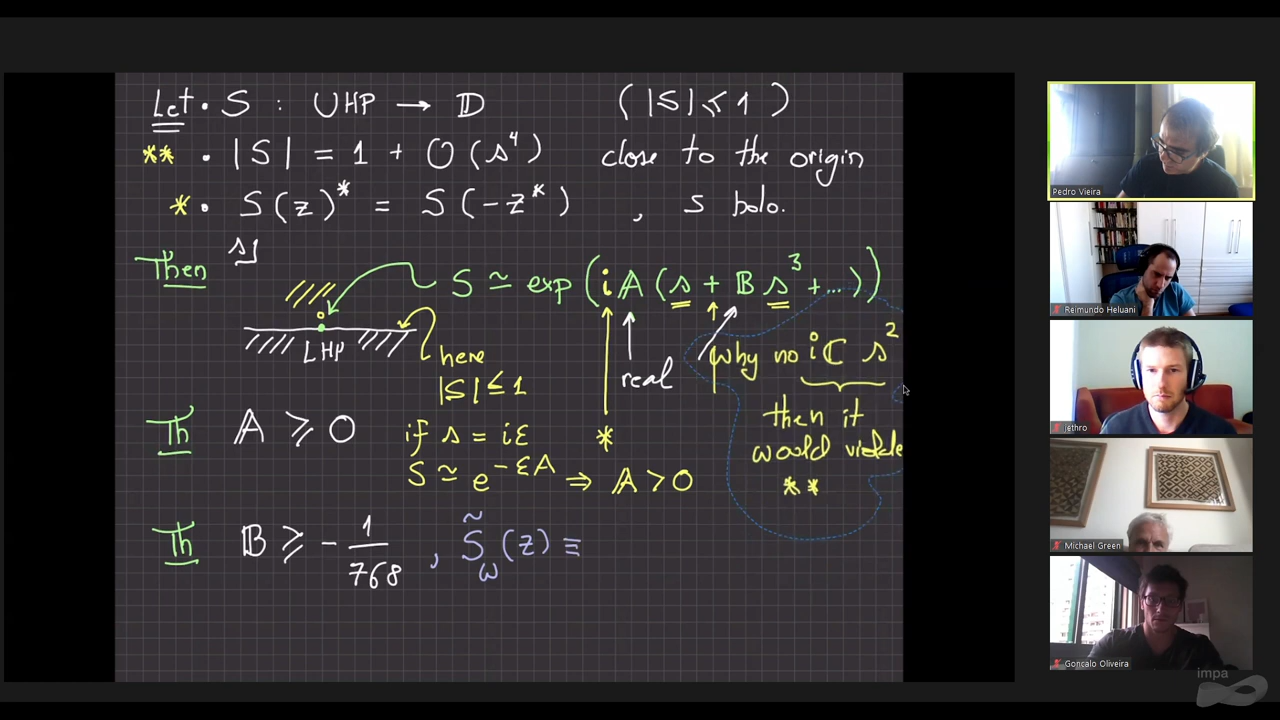 Let • S : UHP → D ( |S| ≤ 1 )
** • |S| = 1 + O(s⁴) close to the origin
* • S(z)* = S(-z*) , S holo.
Then S ≃ exp(i A (s + B s³ + ...))
LHP
here
|S| ≤ 1
real
why no i C s²
then it
would violate
**
Th A ⩾ 0
if s = iε
*
S ≃ e^{-εA} ⇒ A > 0
Th B ⩾ - 1/768 , S̃_ω(z) ≡
Pedro Vieira
Reimundo Heluani
jethro
Michael Green
Goncalo Oliveira
impa